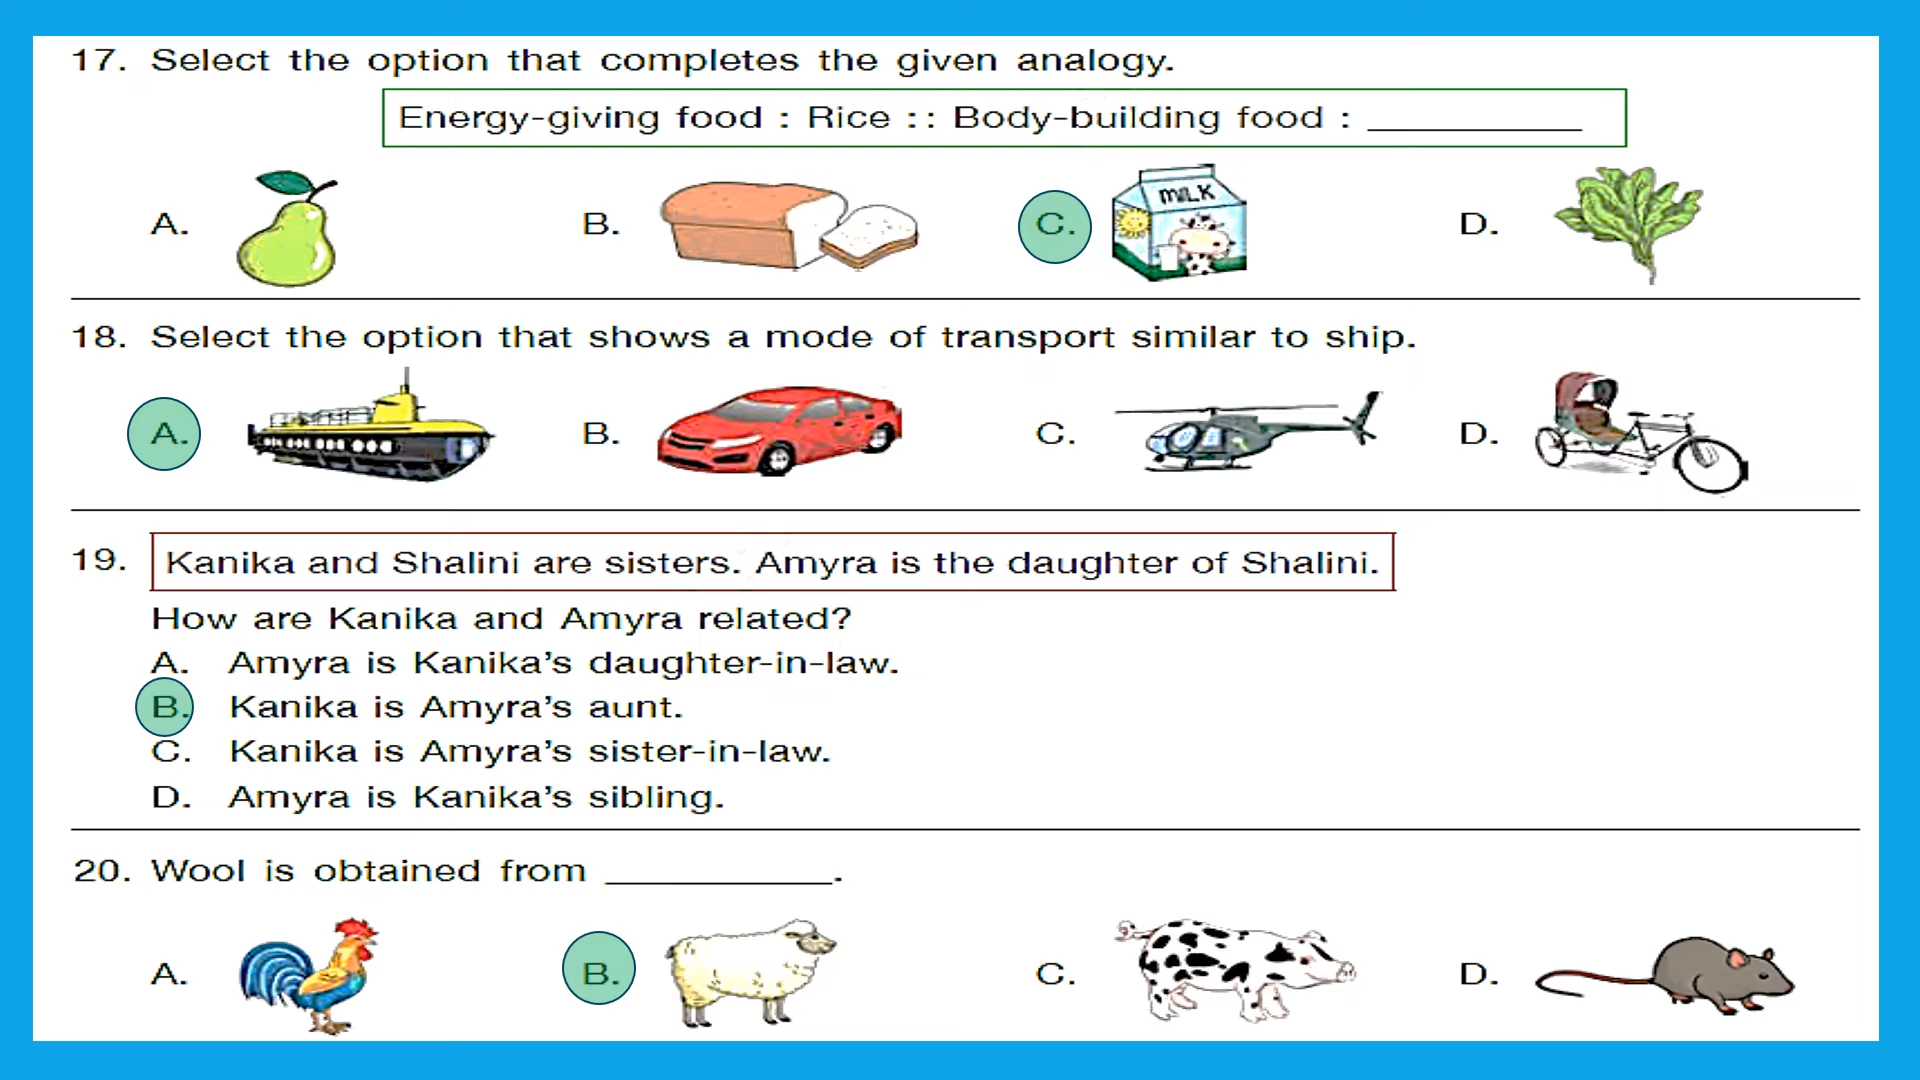 17. Select the option that completes the given analogy.
Energy-giving food : Rice :: Body-building food : ___________
A. B. C. MiLK D.
18. Select the option that shows a mode of transport similar to ship.
A. B. C. D.
19. Kanika and Shalini are sisters. Amyra is the daughter of Shalini.
How are Kanika and Amyra related?
A. Amyra is Kanika’s daughter-in-law.
B. Kanika is Amyra’s aunt.
C. Kanika is Amyra’s sister-in-law.
D. Amyra is Kanika’s sibling.
20. Wool is obtained from ___________.
A. B. C. D.